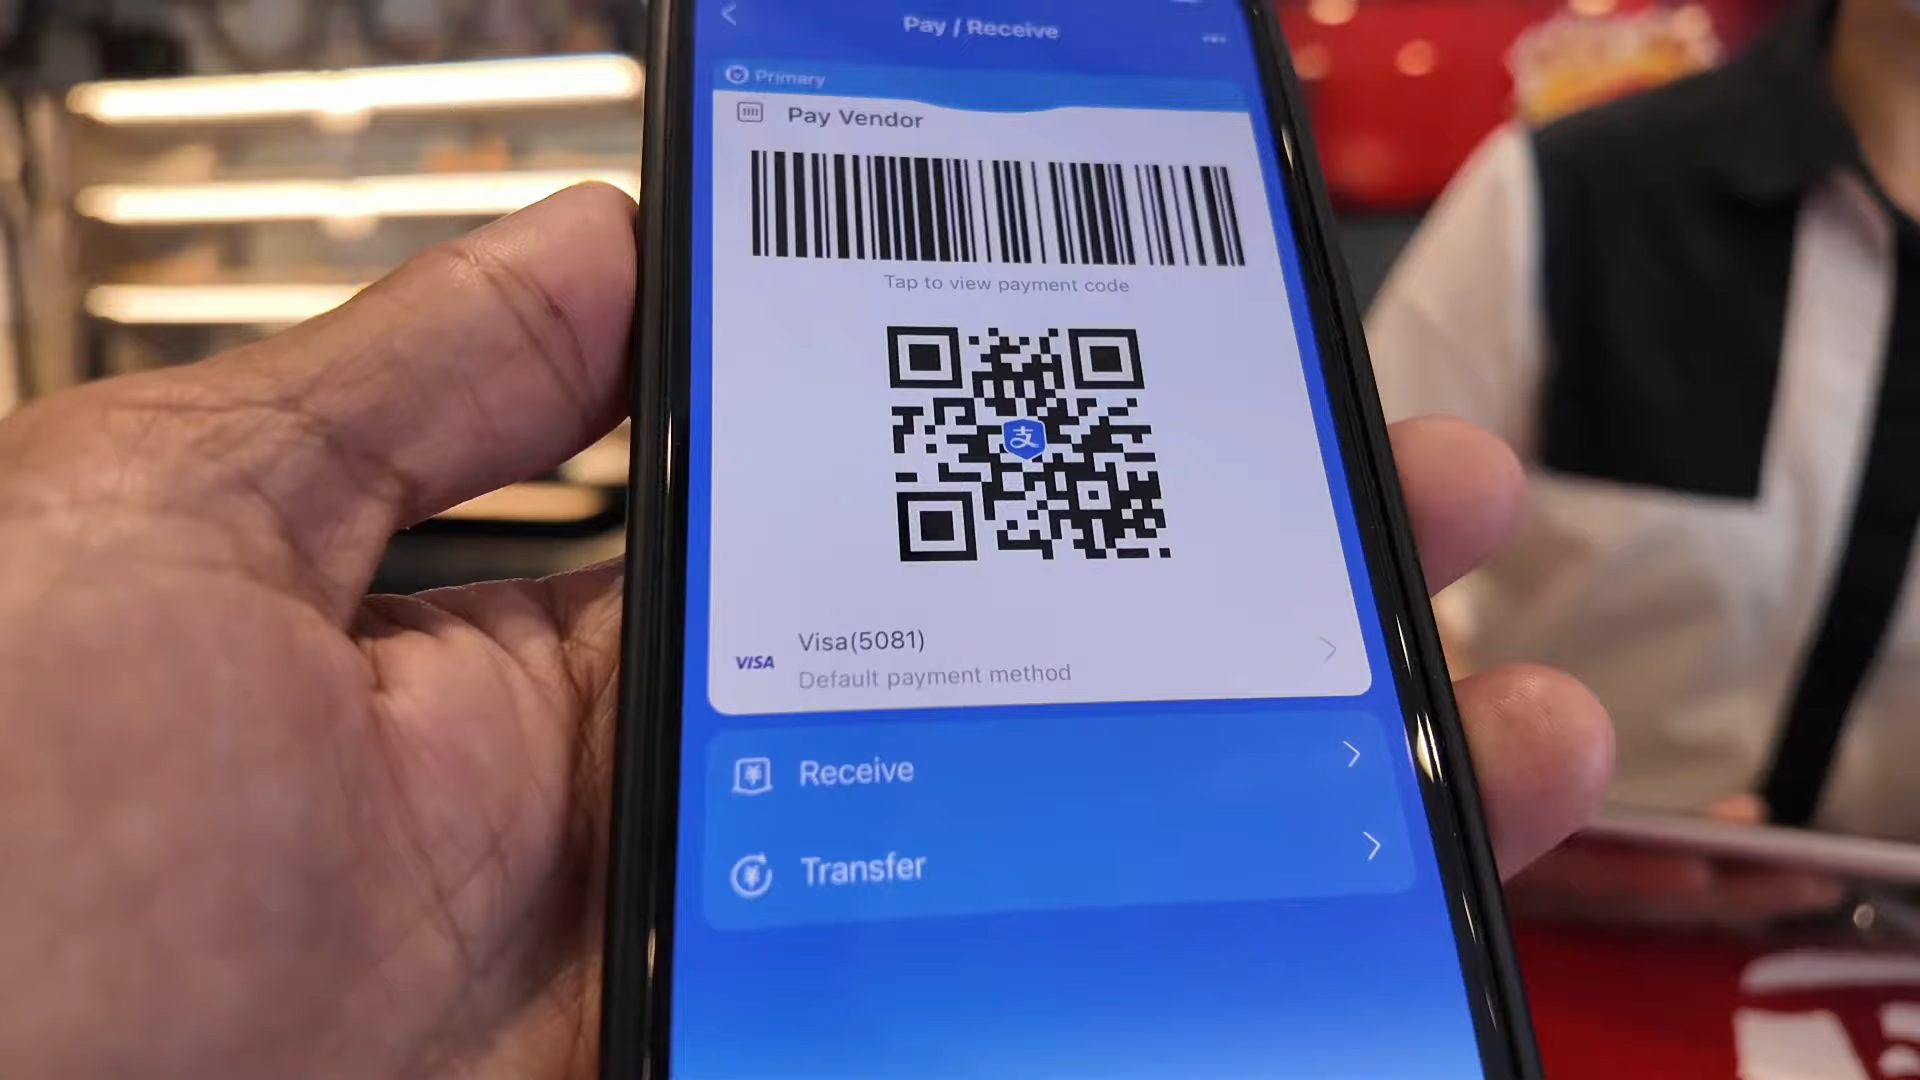 Pay / Receive
Primary
Pay Vendor
Tap to view payment code
支
VISA
Visa(5081)
Default payment method
¥ Receive
¥ Transfer